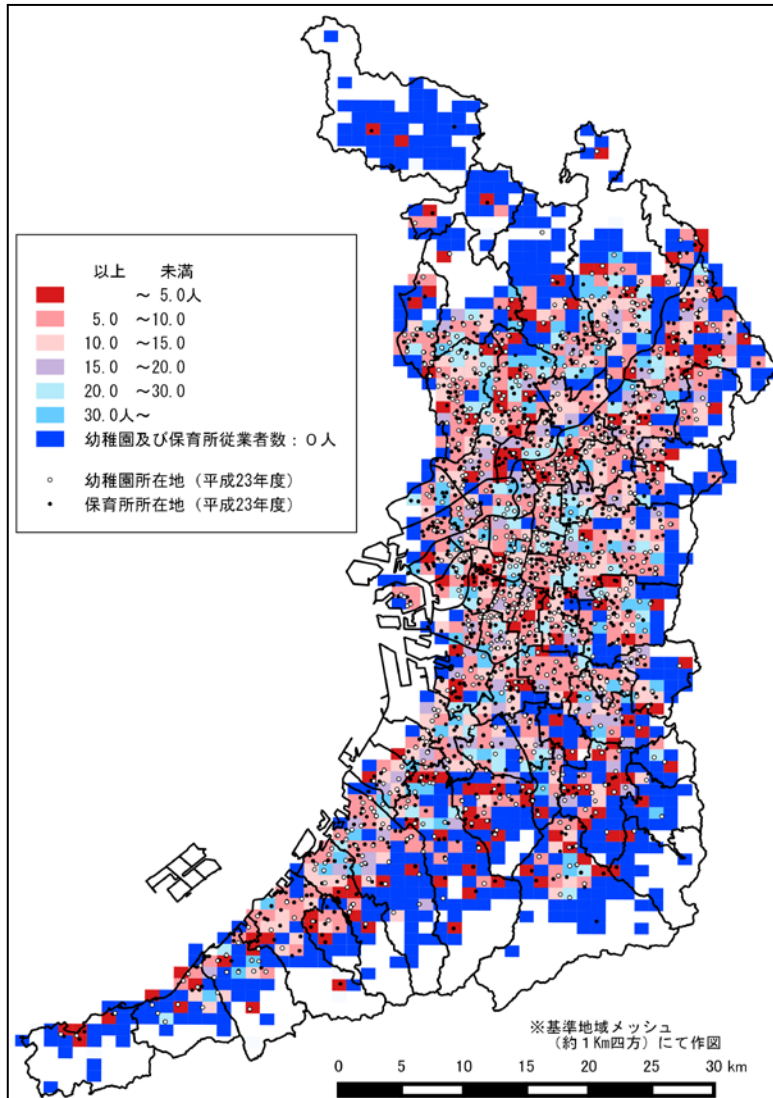 以上 未満
～ 5.0人
5.0 ～10.0
10.0 ～15.0
15.0 ～20.0
20.0 ～30.0
30.0人～
幼稚園及び保育所従業者数：０人
幼稚園所在地（平成23年度）
保育所所在地（平成23年度）
※基準地域メッシュ
（約１Km四方）にて作図
0 5 10 15 20 25 30 km